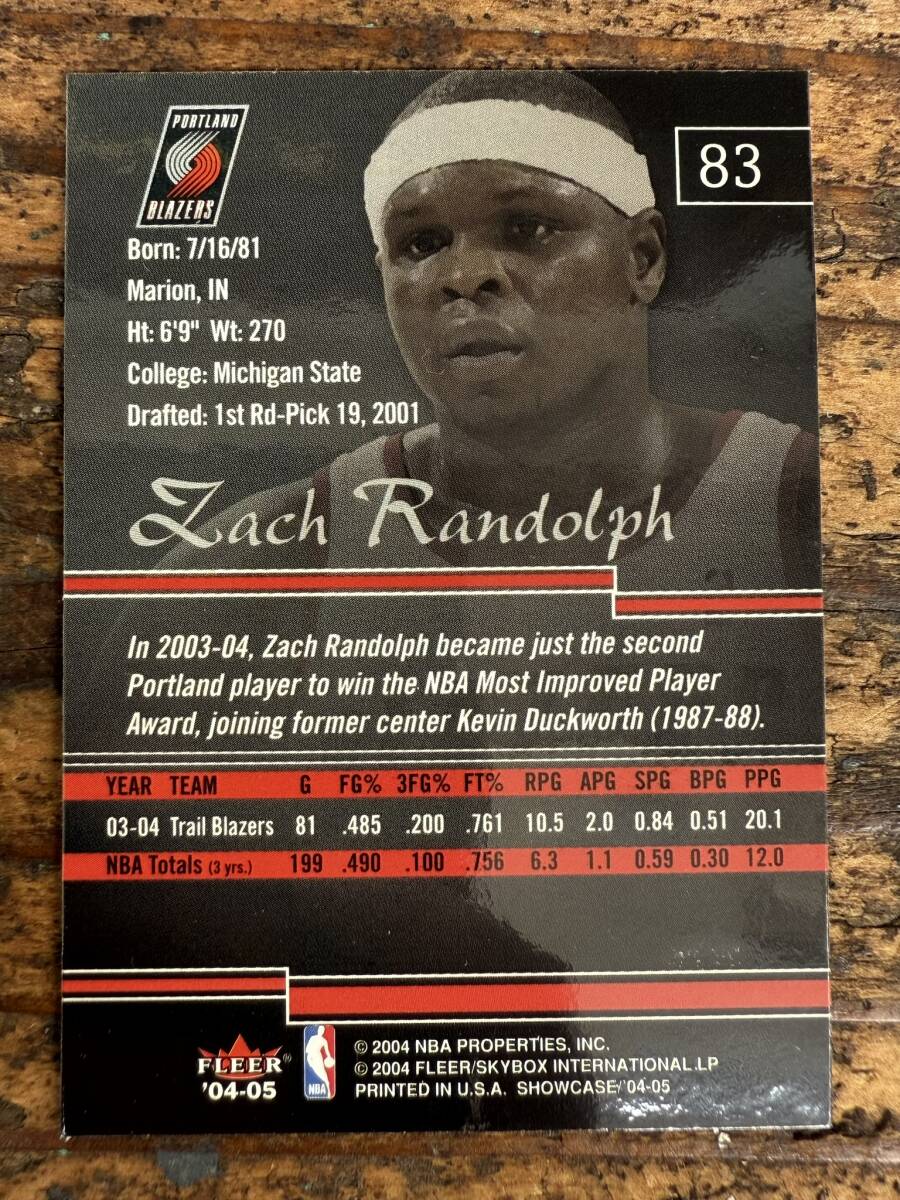 PORTLAND
BLAZERS
83
Born: 7/16/81
Marion, IN
Ht: 6'9" Wt: 270
College: Michigan State
Drafted: 1st Rd-Pick 19, 2001
Zach Randolph
In 2003-04, Zach Randolph became just the second
Portland player to win the NBA Most Improved Player
Award, joining former center Kevin Duckworth (1987-88).
YEAR TEAM G FG% 3FG% FT% RPG APG SPG BPG PPG
03-04 Trail Blazers 81 .485 .200 .761 10.5 2.0 0.84 0.51 20.1
NBA Totals (3 yrs.) 199 .490 .100 .756 6.3 1.1 0.59 0.30 12.0
FLEER®
'04-05
NBA
© 2004 NBA PROPERTIES, INC.
© 2004 FLEER/SKYBOX INTERNATIONAL LP
PRINTED IN U.S.A. SHOWCASE '04-05